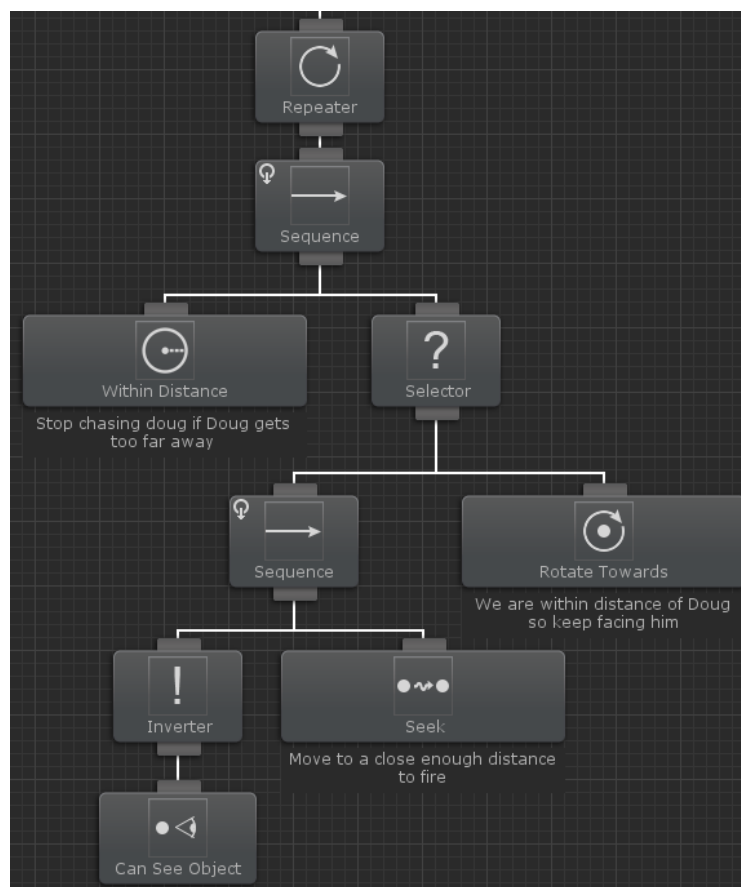 Repeater
Sequence
Within Distance
Selector
Stop chasing doug if Doug gets
too far away
Sequence
Rotate Towards
We are within distance of Doug
so keep facing him
Inverter
Seek
Move to a close enough distance
to fire
Can See Object